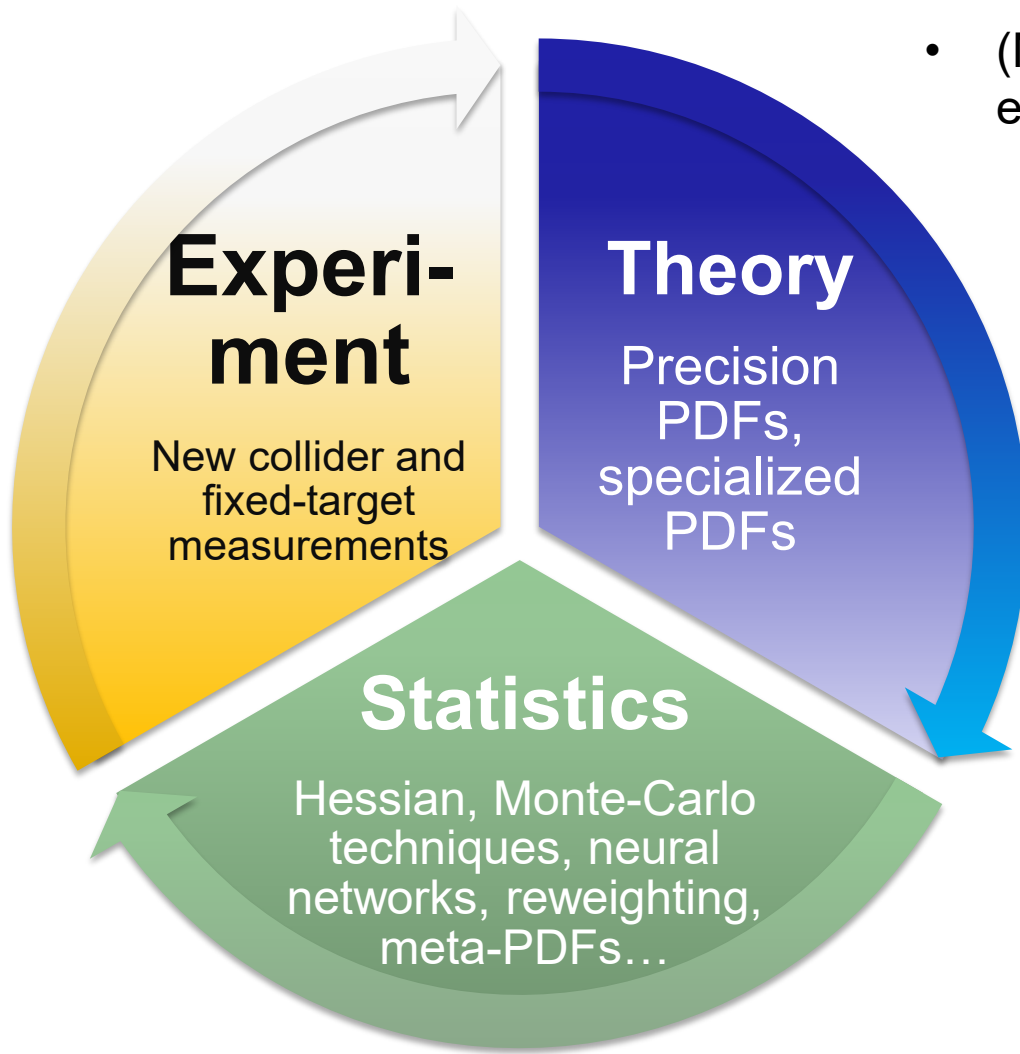 Experi-
ment
New collider and
fixed-target
measurements
Theory
Precision
PDFs,
specialized
PDFs
Statistics
Hessian, Monte-Carlo
techniques, neural
networks, reweighting,
meta-PDFs…
•